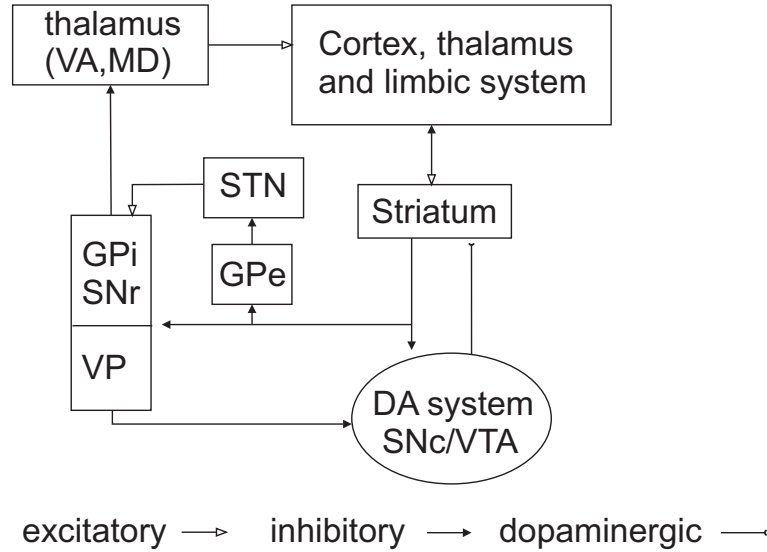 thalamus
(VA,MD)
Cortex, thalamus
and limbic system
STN
Striatum
GPi
SNr
GPe
VP
DA system
SNc/VTA
excitatory
inhibitory
dopaminergic